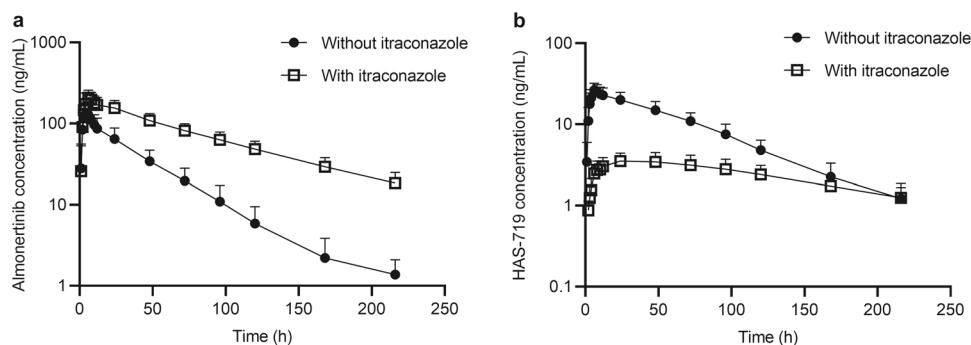 a
Almonertinib concentration (ng/mL)
1000
100
10
1
0
50
100
150
200
250
Time (h)
Without itraconazole
With itraconazole
b
HAS-719 concentration (ng/mL)
100
10
1
0.1
0
50
100
150
200
250
Time (h)
Without itraconazole
With itraconazole